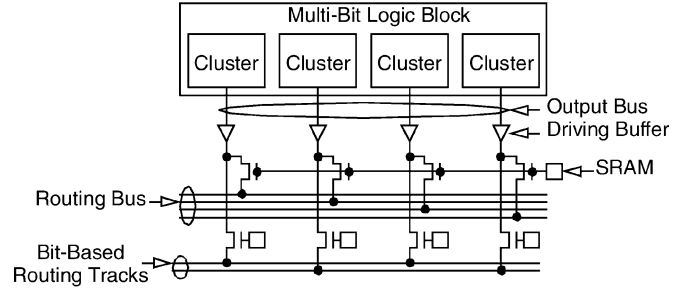 Multi-Bit Logic Block
Cluster
Cluster
Cluster
Cluster
Output Bus
Driving Buffer
SRAM
Routing Bus
Bit-Based
Routing Tracks